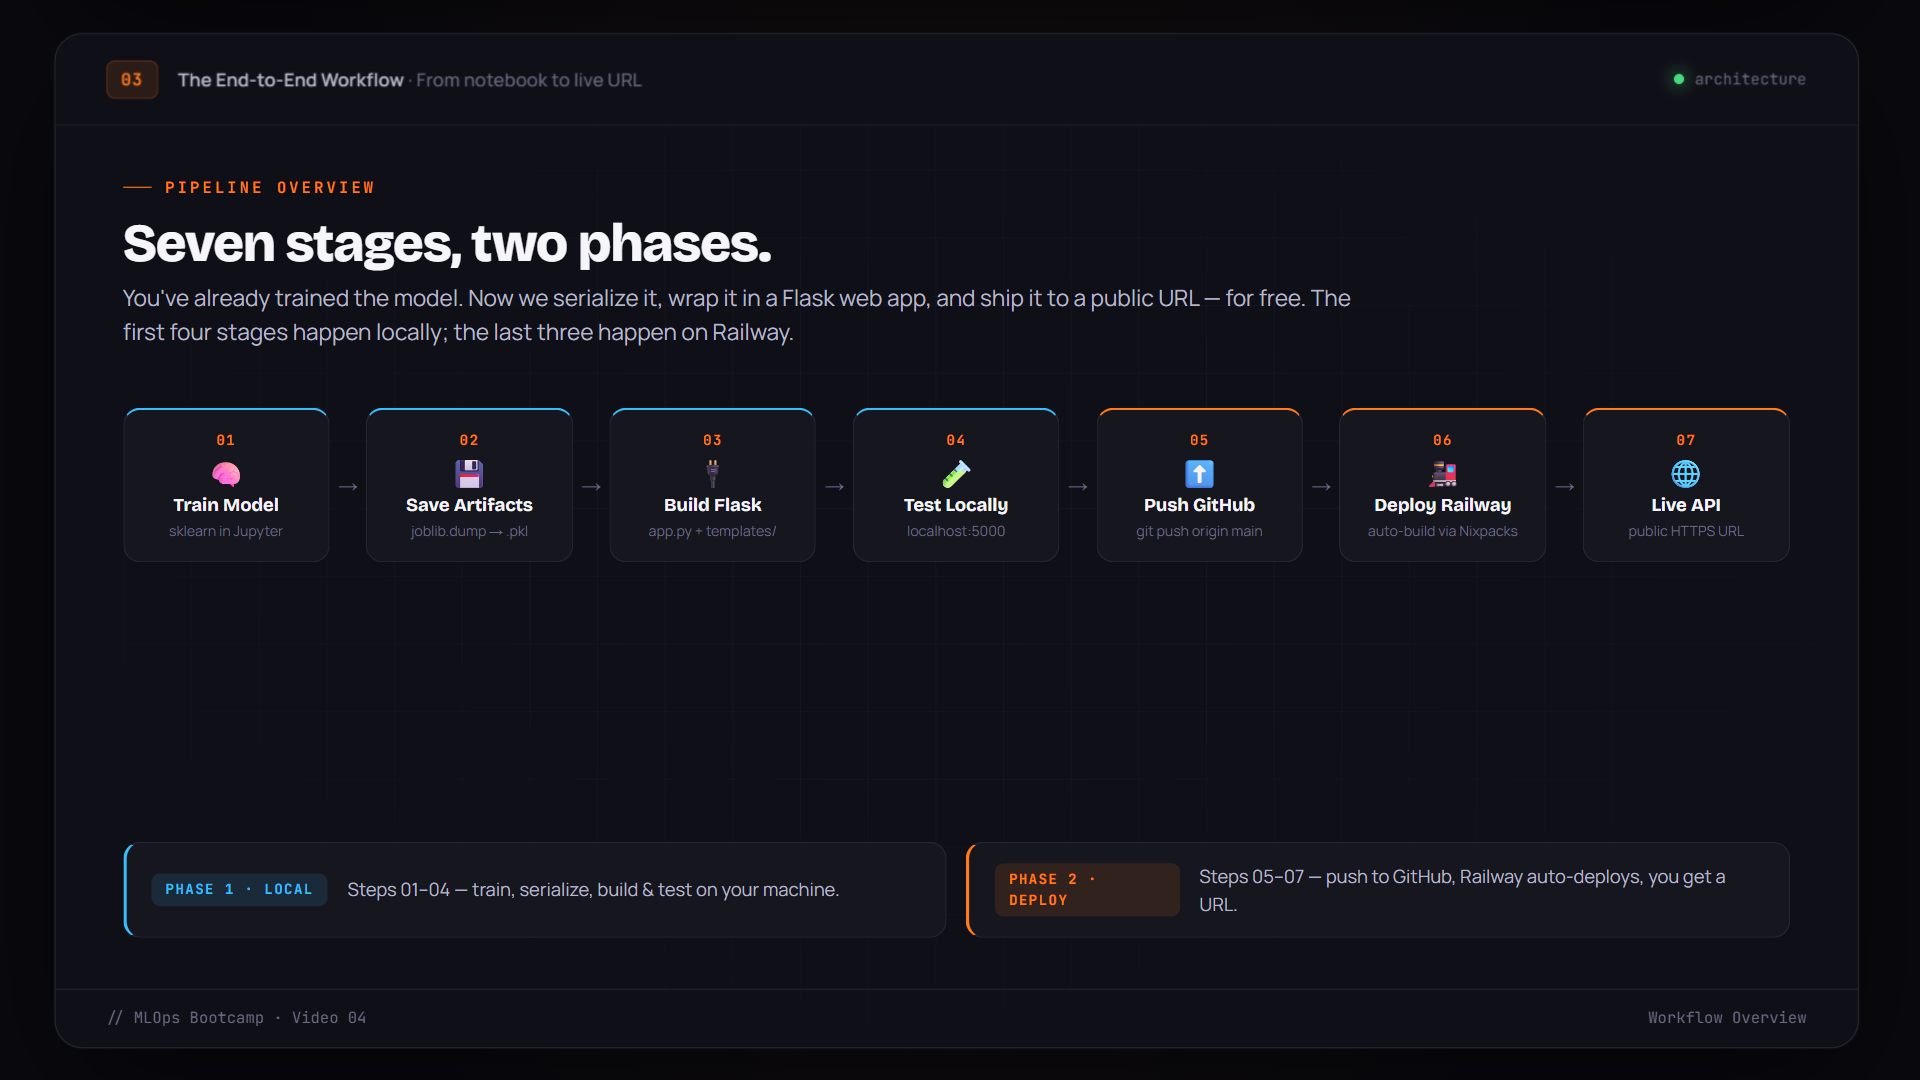 03
The End-to-End Workflow · From notebook to live URL
architecture
PIPELINE OVERVIEW
Seven stages, two phases.
You've already trained the model. Now we serialize it, wrap it in a Flask web app, and ship it to a public URL — for free. The
first four stages happen locally; the last three happen on Railway.
01
Train Model
sklearn in Jupyter
→
02
Save Artifacts
joblib.dump → .pkl
→
03
Build Flask
app.py + templates/
→
04
Test Locally
localhost:5000
→
05
Push GitHub
git push origin main
→
06
Deploy Railway
auto-build via Nixpacks
→
07
Live API
public HTTPS URL
PHASE 1 · LOCAL
Steps 01–04 — train, serialize, build & test on your machine.
PHASE 2 ·
DEPLOY
Steps 05–07 — push to GitHub, Railway auto-deploys, you get a
URL.
// MLOps Bootcamp · Video 04
Workflow Overview